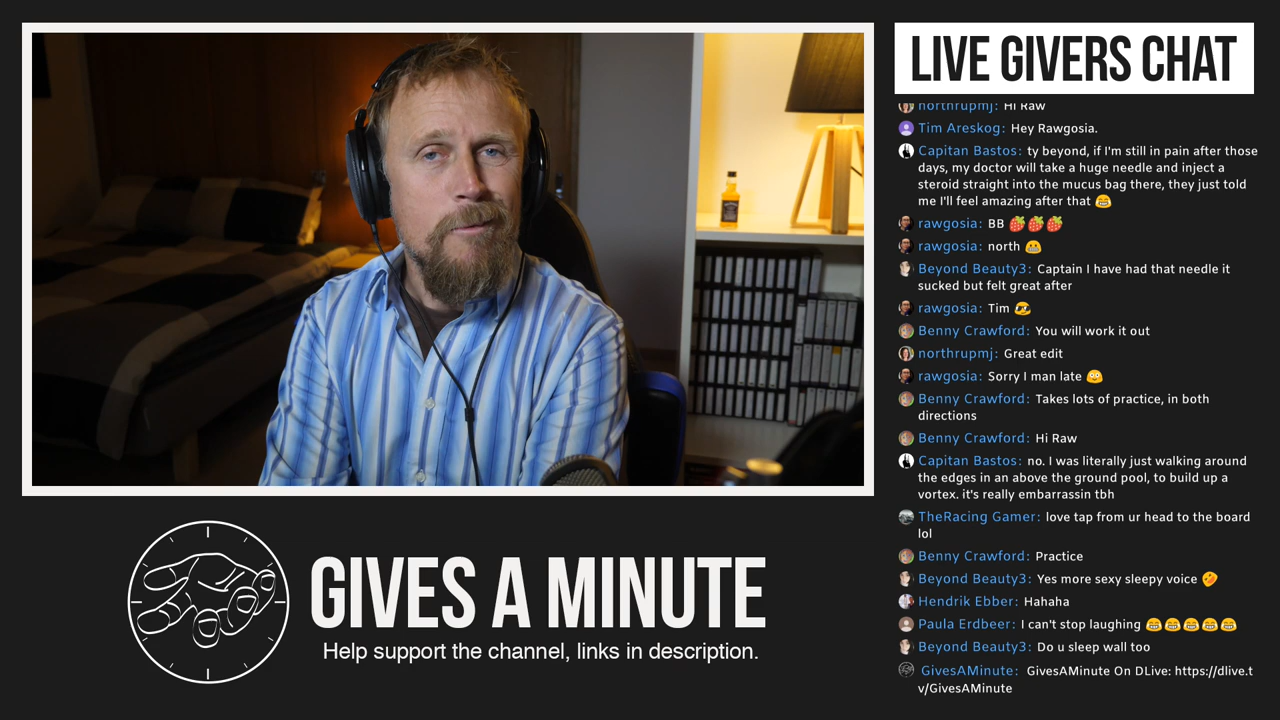 LIVE GIVERS CHAT
northrupmj: Hi Raw
Tim Areskog: Hey Rawgosia.
Capitan Bastos: ty beyond, if I'm still in pain after those
days, my doctor will take a huge needle and inject a
steroid straight into the mucus bag there, they just told
me I'll feel amazing after that 😂
rawgosia: BB 🍓🍓🍓
rawgosia: north 😬
Beyond Beauty3: Captain I have had that needle it
sucked but felt great after
rawgosia: Tim 🤓
Benny Crawford: You will work it out
northrupmj: Great edit
rawgosia: Sorry I man late 😳
Benny Crawford: Takes lots of practice, in both
directions
Benny Crawford: Hi Raw
Capitan Bastos: no. I was literally just walking around
the edges in an above the ground pool, to build up a
vortex. it's really embarrassin tbh
TheRacing Gamer: love tap from ur head to the board
lol
Benny Crawford: Practice
Beyond Beauty3: Yes more sexy sleepy voice
Hendrik Ebber: Hahaha
Paula Erdbeer: I can't stop laughing 😂😂😂😂😂
Beyond Beauty3: Do u sleep wall too
GivesAMinute: GivesAMinute On DLive: https://dlive.t
v/GivesAMinute
GIVES A MINUTE
Help support the channel, links in description.